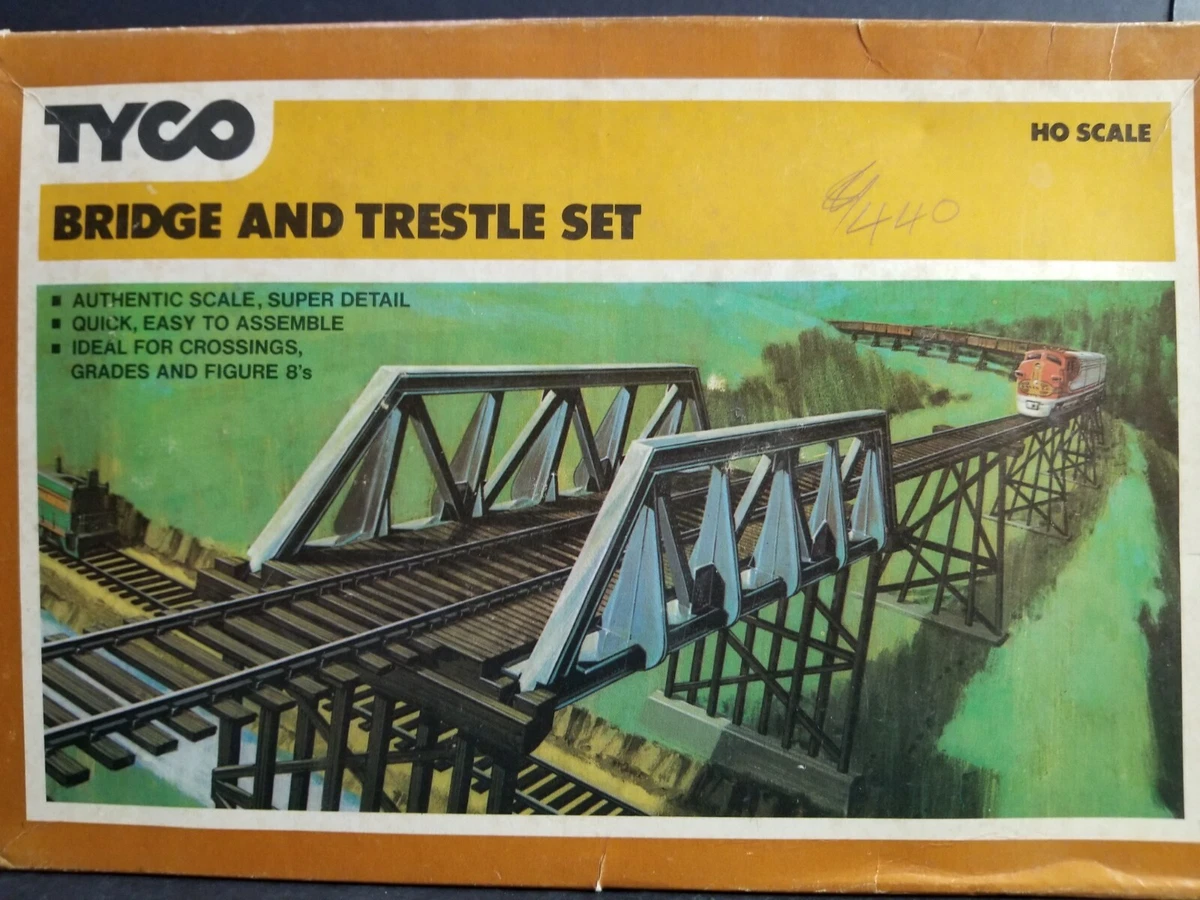 TYCO
HO SCALE
BRIDGE AND TRESTLE SET
440
▪ AUTHENTIC SCALE, SUPER DETAIL
▪ QUICK, EASY TO ASSEMBLE
▪ IDEAL FOR CROSSINGS,
GRADES AND FIGURE 8's